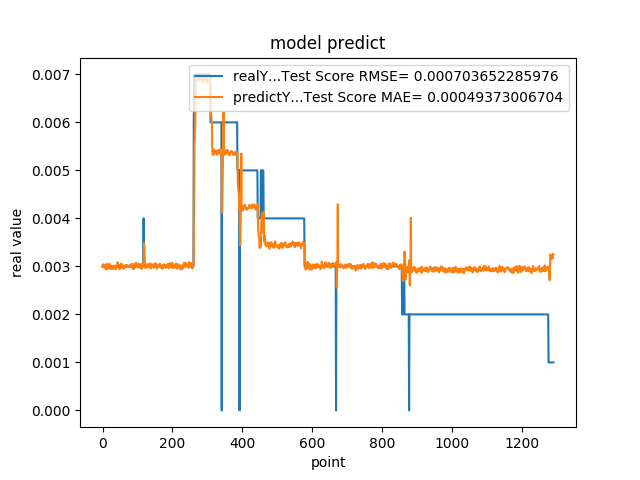 model predict
realY...Test Score RMSE= 0.000703652285976
predictY...Test Score MAE= 0.00049373006704
0.007
0.006
0.005
0.004
0.003
0.002
0.001
0.000
real value
0 200 400 600 800 1000 1200
point